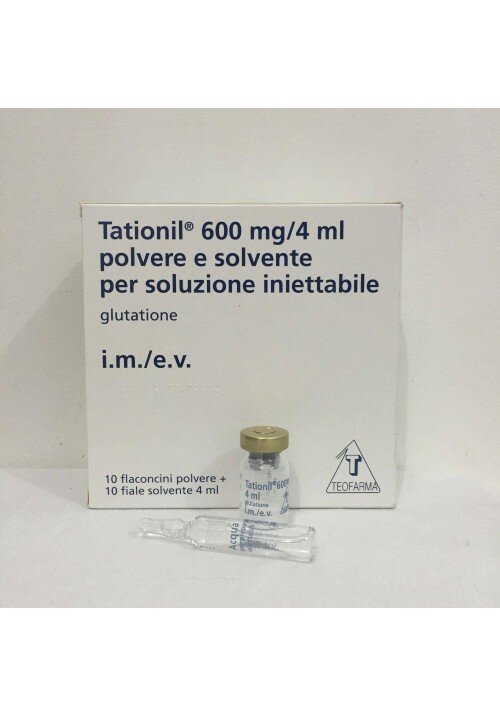 Tationil® 600 mg/4 ml
polvere e solvente
per soluzione iniettabile
glutatione
i.m./e.v.
10 flaconcini polvere +
10 fiale solvente 4 ml
TEOFARMA
Tationil® 600
4 ml
glutatione
i.m./e.v.
Acqua